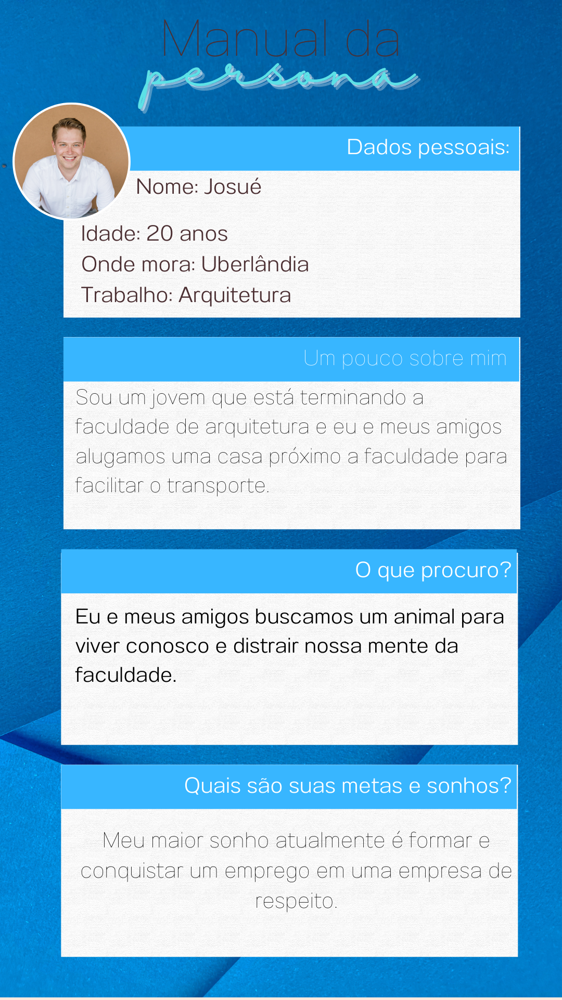 Manual da
persona
Dados pessoais:
Nome: Josué
Idade: 20 anos
Onde mora: Uberlândia
Trabalho: Arquitetura
Um pouco sobre mim
Sou um jovem que está terminando a
faculdade de arquitetura e eu e meus amigos
alugamos uma casa próximo a faculdade para
facilitar o transporte.
O que procuro?
Eu e meus amigos buscamos um animal para
viver conosco e distrair nossa mente da
faculdade.
Quais são suas metas e sonhos?
Meu maior sonho atualmente é formar e
conquistar um emprego em uma empresa de
respeito.